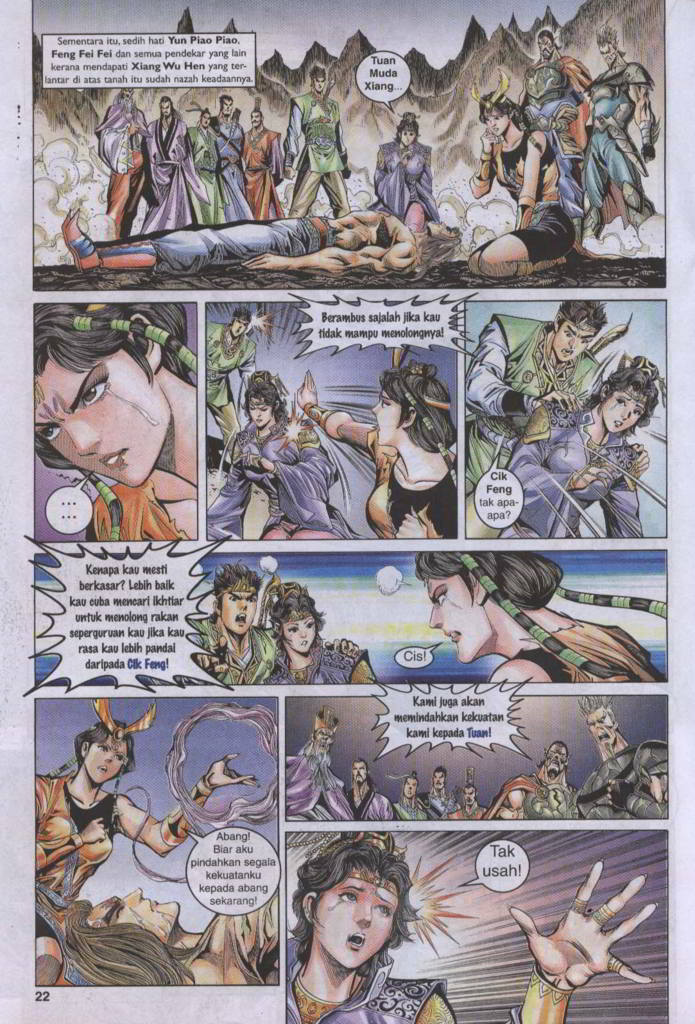 Sementara itu, sedih hati Yun Piao Piao,
Feng Fei Fei dan semua pendekar yang lain
kerana mendapati Xiang Wu Hen yang ter-
lantar di atas tanah itu sudah nazah keadaannya.
Tuan
Muda
Xiang...
...
...
Berambus sajalah jika kau
tidak mampu menolongnya!
Cik
Feng
tak apa-
apa?
Kenapa kau mesti
berkasar? Lebih baik
kau cuba mencari ikhtiar
untuk menolong rakan
seperguruan kau jika kau
rasa kau lebih pandai
daripada Cik Feng!
Cis!
Abang!
Biar aku
pindahkan segala
kekuatanku
kepada abang
sekarang!
Kami juga akan
memindahkan kekuatan
kami kepada Tuan!
Tak
usah!
22